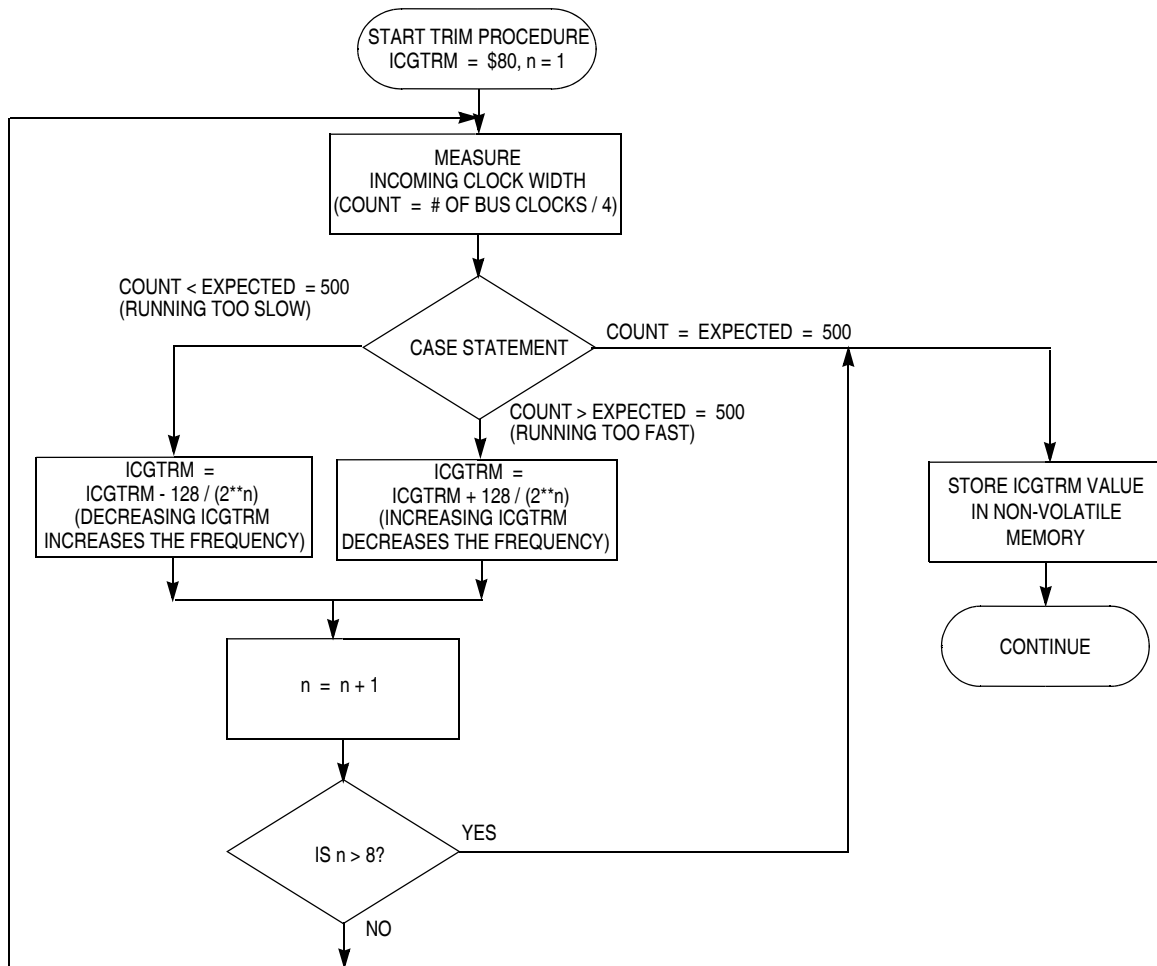 START TRIM PROCEDURE
ICGTRM = $80, n = 1
MEASURE
INCOMING CLOCK WIDTH
(COUNT = # OF BUS CLOCKS / 4)
COUNT < EXPECTED = 500
(RUNNING TOO SLOW)
CASE STATEMENT
COUNT = EXPECTED = 500
COUNT > EXPECTED = 500
(RUNNING TOO FAST)
ICGTRM =
ICGTRM - 128 / (2**n)
(DECREASING ICGTRM
INCREASES THE FREQUENCY)
ICGTRM =
ICGTRM + 128 / (2**n)
(INCREASING ICGTRM
DECREASES THE FREQUENCY)
STORE ICGTRM VALUE
IN NON-VOLATILE
MEMORY
CONTINUE
n = n + 1
IS n > 8?
YES
NO